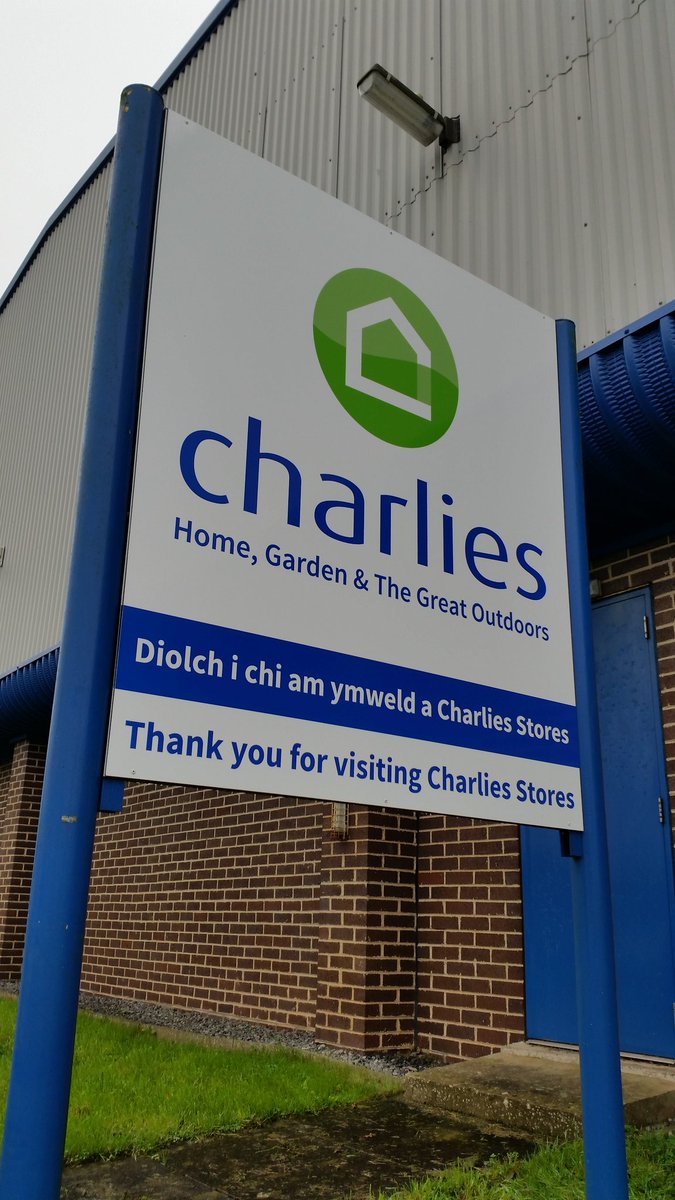 charlies
Home, Garden & The Great Outdoors
Diolch i chi am ymweld a Charlies Stores
Thank you for visiting Charlies Stores